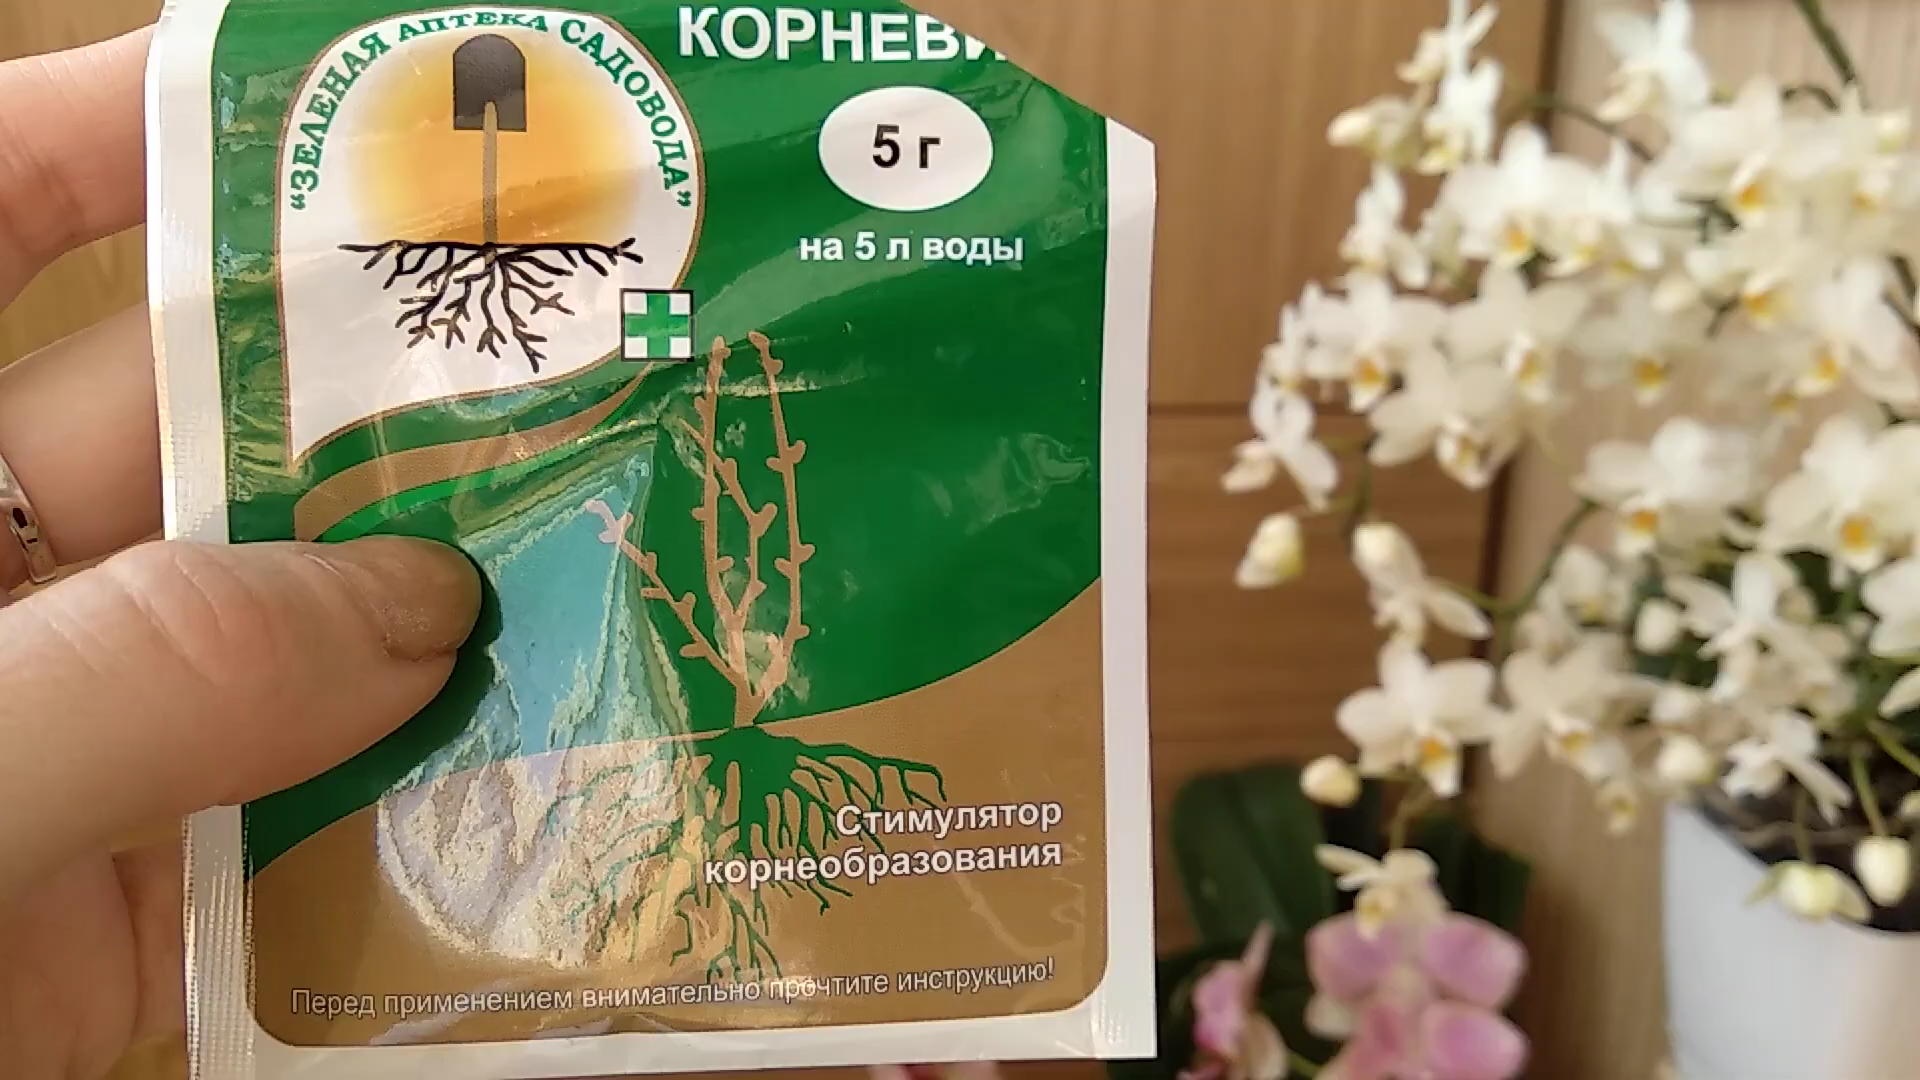 "ЗЕЛЕНАЯ АПТЕКА САДОВОДА"
КОРНЕВИ
5 г
на 5 л воды
Стимулятор
корнеобразования
Перед применением внимательно прочтите инструкцию!